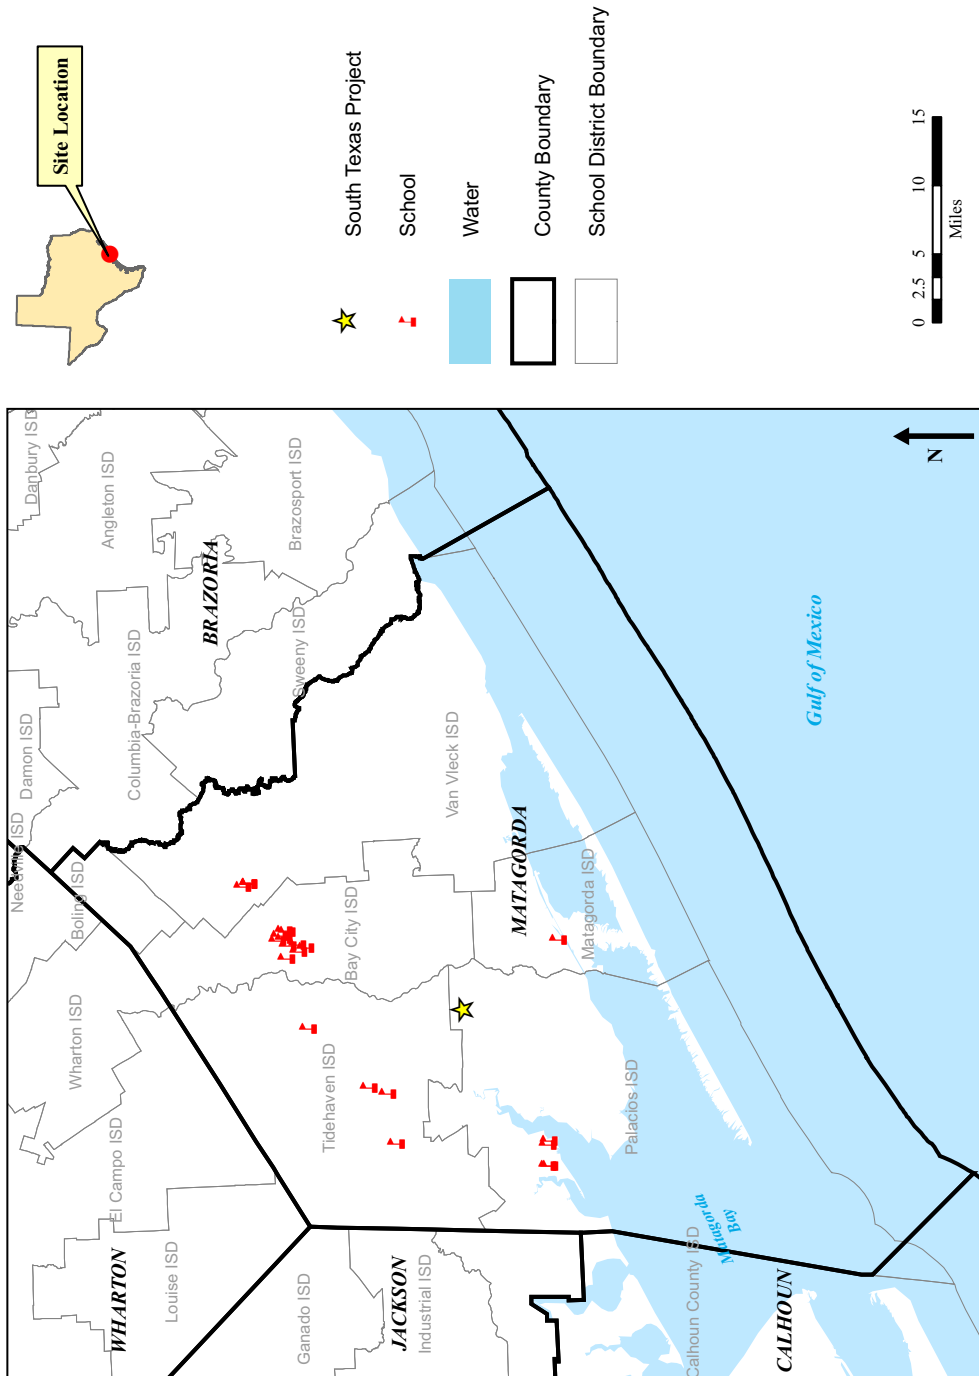 Site Location
South Texas Project
School
Water
County Boundary
School District Boundary
0 2.5 5 10 15
Miles
N
Needville ISD
Damon ISD
Danbury ISD
Boling ISD
Columbia-Brazoria ISD
Angleton ISD
BRAZORIA
Brazosport ISD
Sweeny ISD
Wharton ISD
El Campo ISD
WHARTON
Louise ISD
Ganado ISD
JACKSON
Industrial ISD
Tidehaven ISD
Bay City ISD
Van Vleck ISD
MATAGORDA
Matagorda ISD
Palacios ISD
Calhoun County ISD
Matagorda
Bay
CALHOUN
Gulf of Mexico